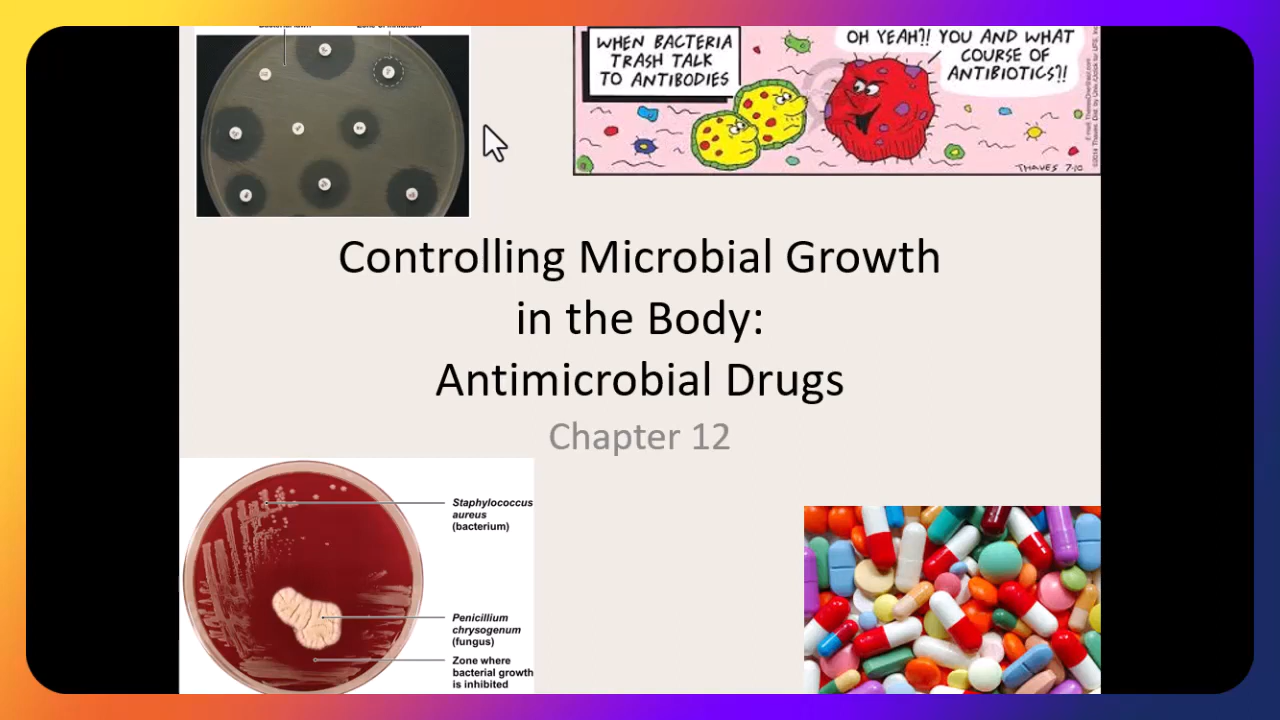 WHEN BACTERIA
TRASH TALK
TO ANTIBODIES
OH YEAH?! YOU AND WHAT
COURSE OF
ANTIBIOTICS?!
THAVES 7-10
Controlling Microbial Growth
in the Body:
Antimicrobial Drugs
Chapter 12
Staphylococcus
aureus
(bacterium)
Penicillium
chrysogenum
(fungus)
Zone where
bacterial growth
is inhibited